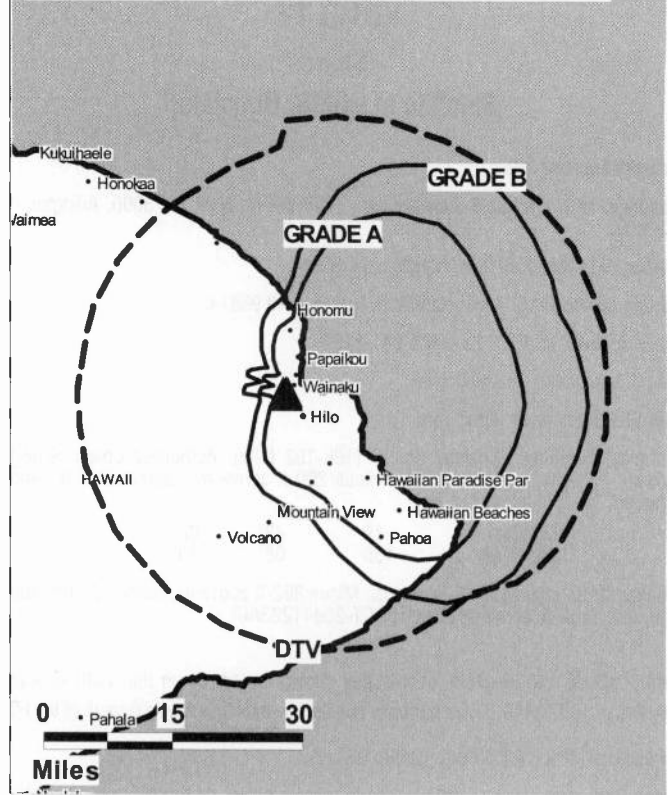 Kukuihaele
Honokaa
Waimea
GRADE B
GRADE A
Honomu
Papaikou
Wainaku
Hilo
HAWAII
Hawaiian Paradise Par
Mountain View
Hawaiian Beaches
Volcano
Pahoa
DTV
0 15 30
Pahala
Miles